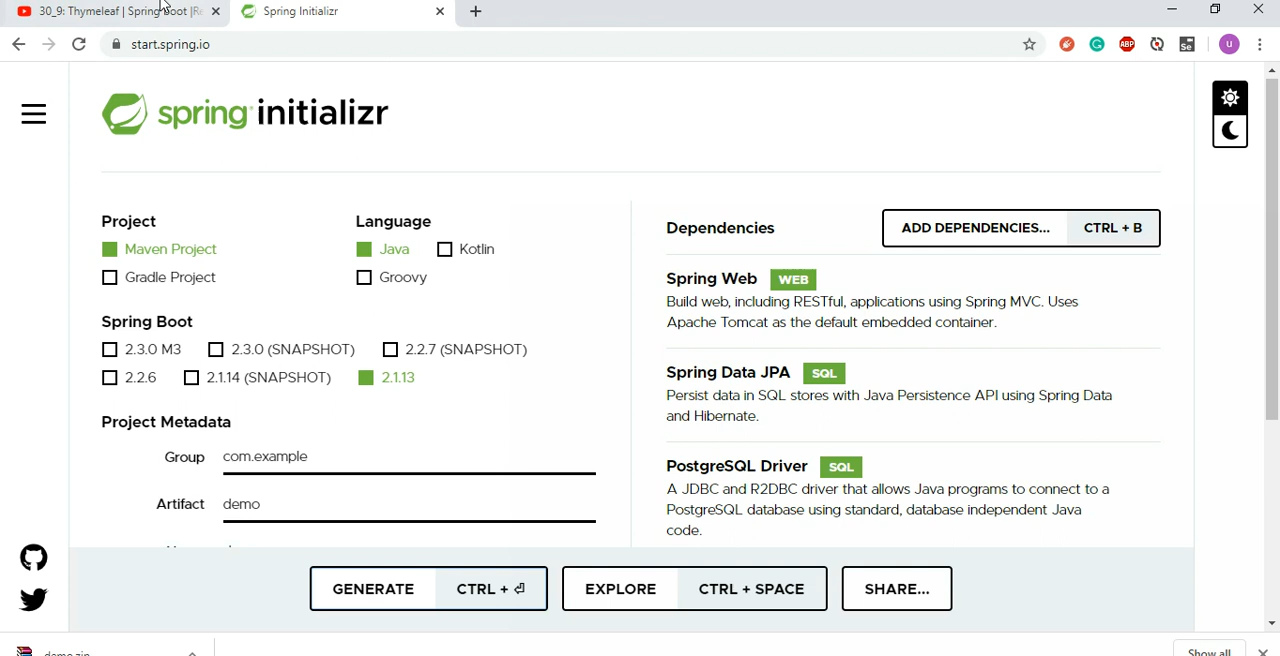 30_9: Thymeleaf | Spring Boot |Re
Spring Initializr
start.spring.io
ABP
Se
U
spring initializr
Project
Language
Dependencies
ADD DEPENDENCIES... CTRL + B
Maven Project
Java
Kotlin
Gradle Project
Groovy
Spring Web WEB
Build web, including RESTful, applications using Spring MVC. Uses
Apache Tomcat as the default embedded container.
Spring Boot
2.3.0 M3
2.3.0 (SNAPSHOT)
2.2.7 (SNAPSHOT)
2.2.6
2.1.14 (SNAPSHOT)
2.1.13
Spring Data JPA SQL
Persist data in SQL stores with Java Persistence API using Spring Data
and Hibernate.
Project Metadata
Group com.example
Artifact demo
PostgreSQL Driver SQL
A JDBC and R2DBC driver that allows Java programs to connect to a
PostgreSQL database using standard, database independent Java
code.
GENERATE CTRL + ⏎
EXPLORE CTRL + SPACE
SHARE...
demo.zip
Show all